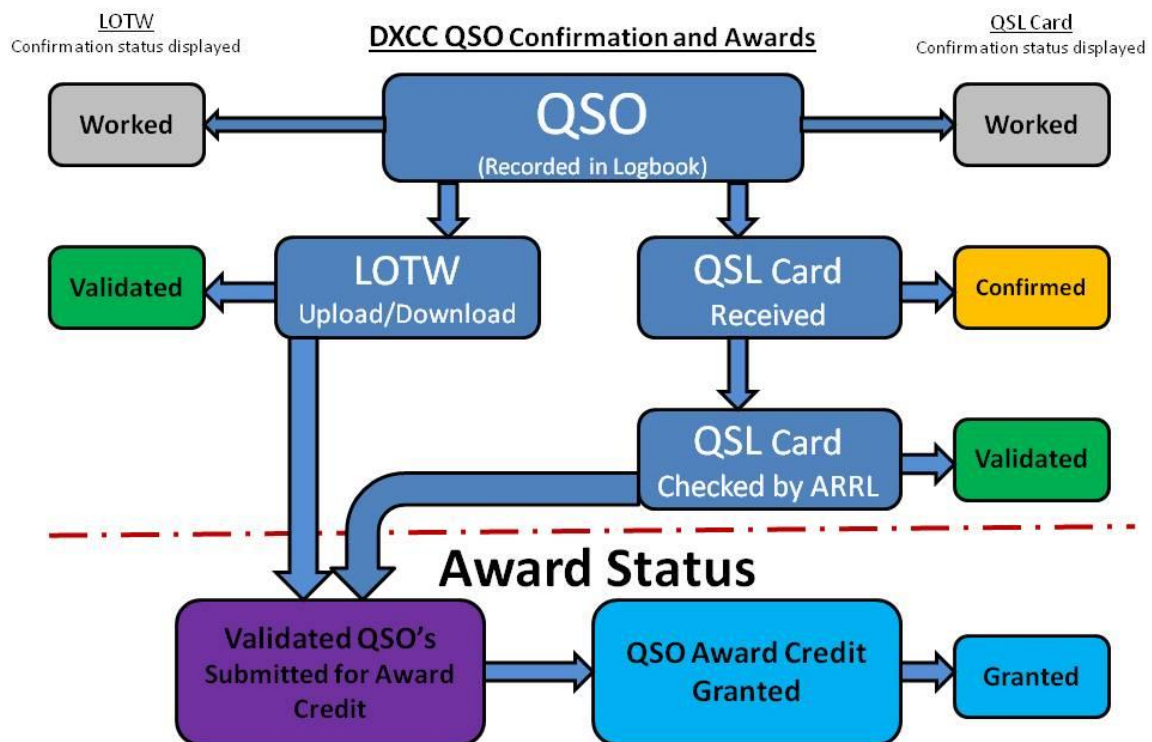 LOTW
Confirmation status displayed
DXCC QSO Confirmation and Awards
QSL Card
Confirmation status displayed
Worked
QSO
(Recorded in Logbook)
Worked
Validated
LOTW
Upload/Download
QSL Card
Received
Confirmed
QSL Card
Checked by ARRL
Validated
Award Status
Validated QSO's
Submitted for Award
Credit
QSO Award Credit
Granted
Granted